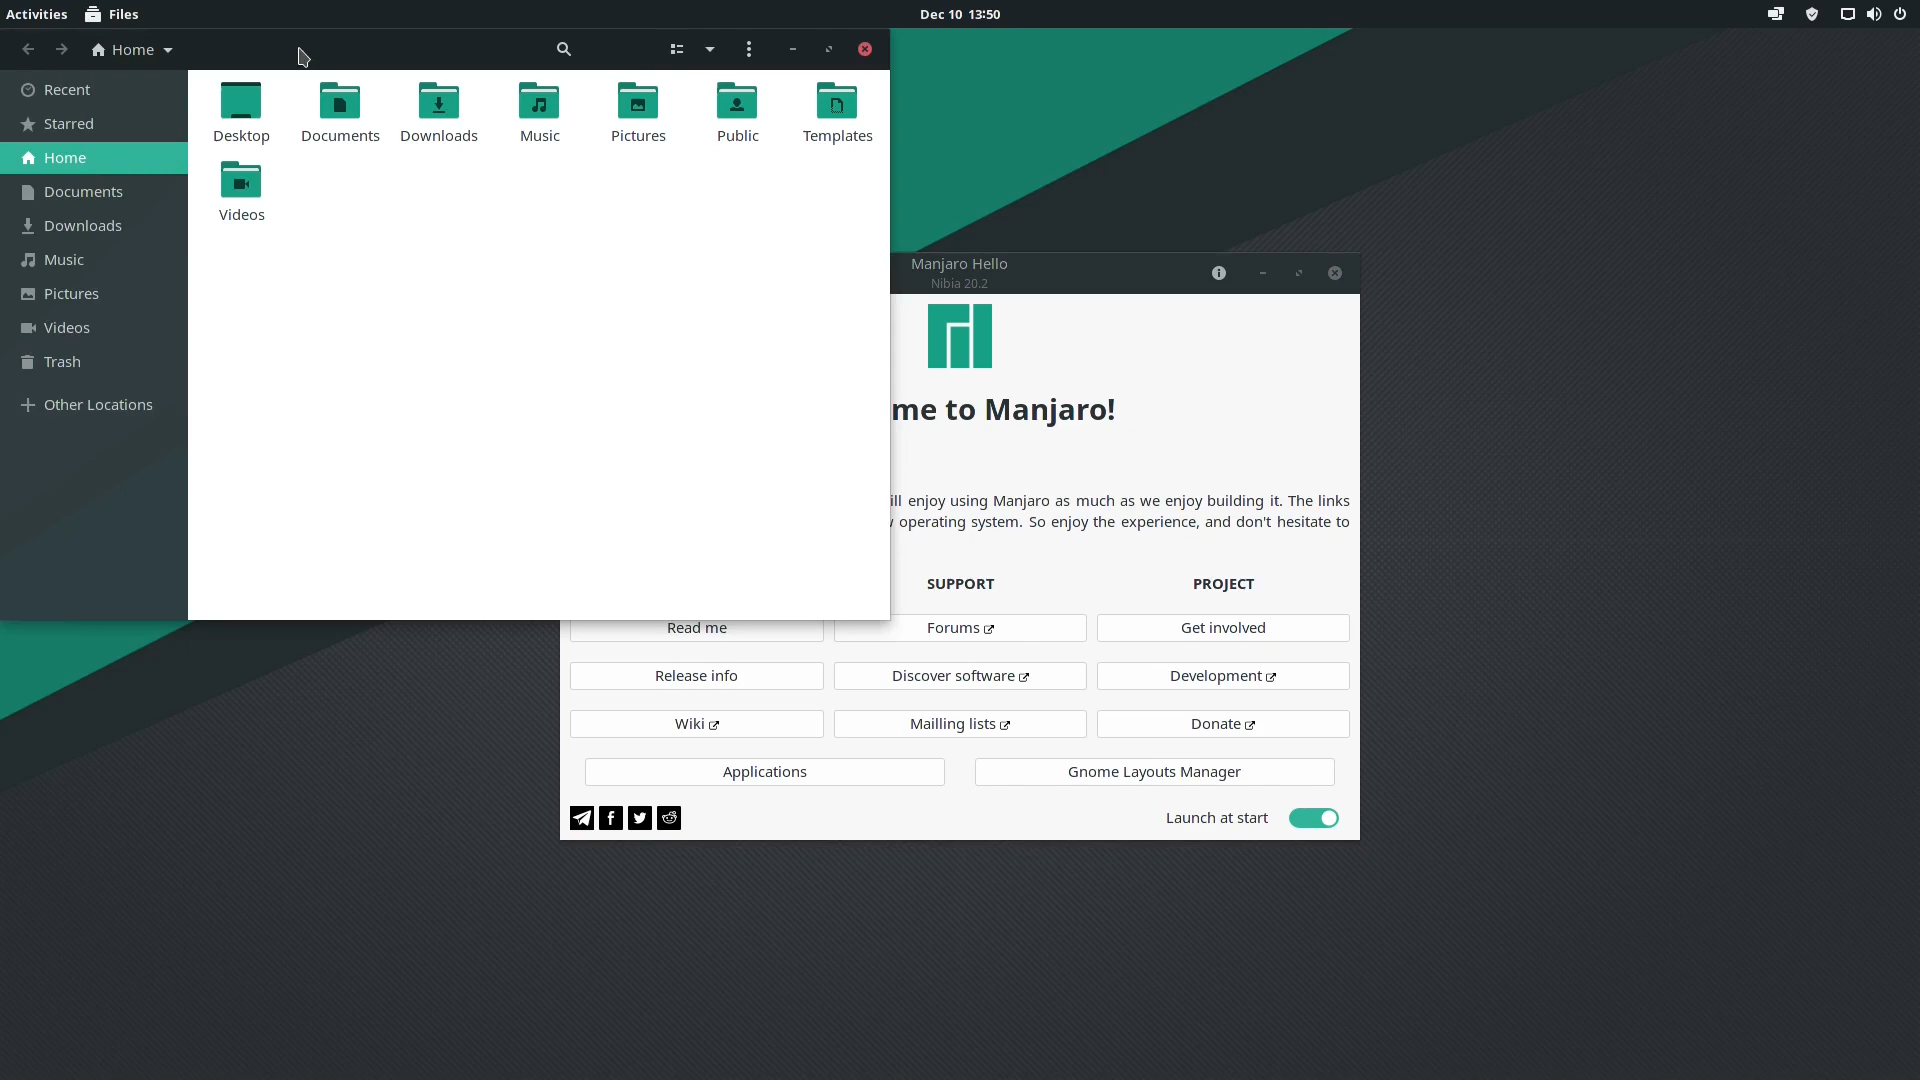 Activities Files Dec 10 13:50
Home
Recent
Starred
Home
Documents
Downloads
Music
Pictures
Videos
Trash
Other Locations
Desktop Documents Downloads Music Pictures Public Templates
Videos
Manjaro Hello
Nibia 20.2
me to Manjaro!
ill enjoy using Manjaro as much as we enjoy building it. The links
operating system. So enjoy the experience, and don't hesitate to
SUPPORT PROJECT
Read me Forums Get involved
Release info Discover software Development
Wiki Mailling lists Donate
Applications Gnome Layouts Manager
Launch at start